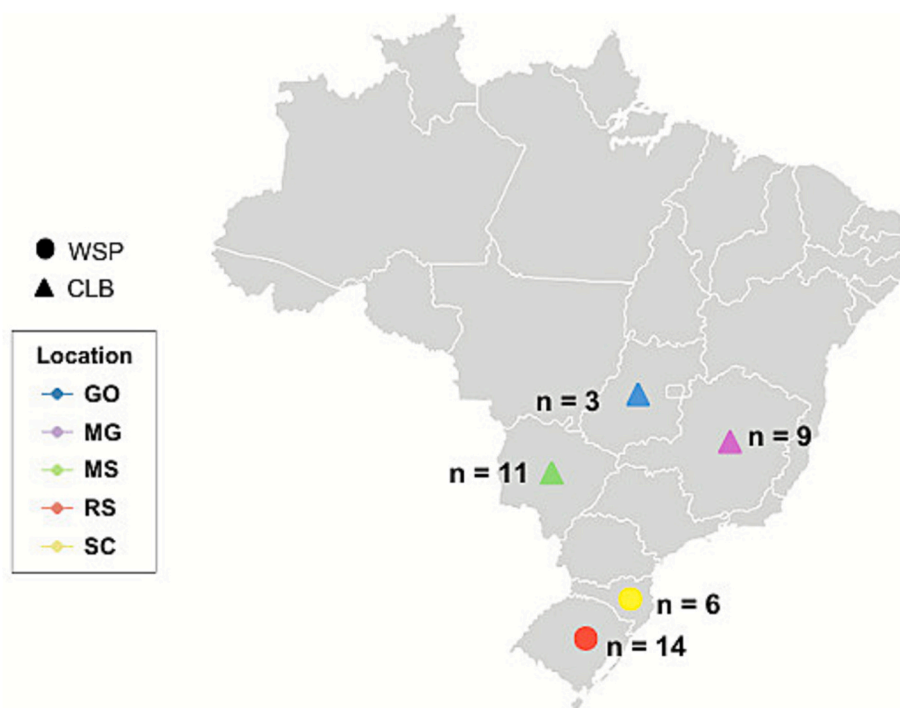 WSP
CLB
Location
GO
MG
MS
RS
SC
n = 3
n = 9
n = 11
n = 6
n = 14